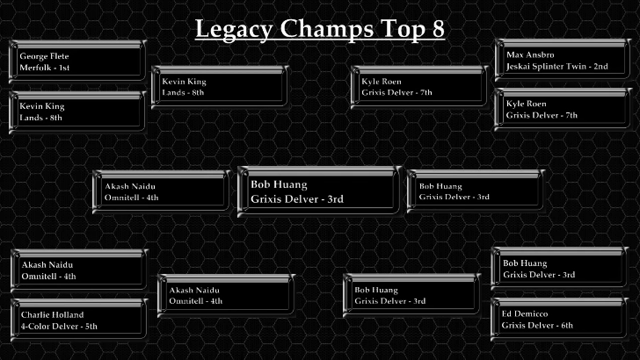 Legacy Champs Top 8
George Flete
Merfolk - 1st
Kevin King
Lands - 8th
Kevin King
Lands - 8th
Kyle Roen
Grixis Delver - 7th
Max Ansbro
Jeskai Splinter Twin - 2nd
Kyle Roen
Grixis Delver - 7th
Akash Naidu
Omnitell - 4th
Bob Huang
Grixis Delver - 3rd
Bob Huang
Grixis Delver - 3rd
Akash Naidu
Omnitell - 4th
Charlie Holland
4-Color Delver - 5th
Akash Naidu
Omnitell - 4th
Bob Huang
Grixis Delver - 3rd
Bob Huang
Grixis Delver - 3rd
Ed Demicco
Grixis Delver - 6th